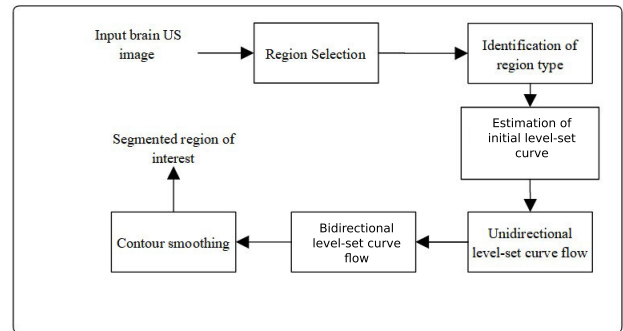 Input brain US
image
Region Selection
Identification of
region type
Estimation of
initial level-set
curve
Unidirectional
level-set curve flow
Bidirectional
level-set curve
flow
Contour smoothing
Segmented region of
interest